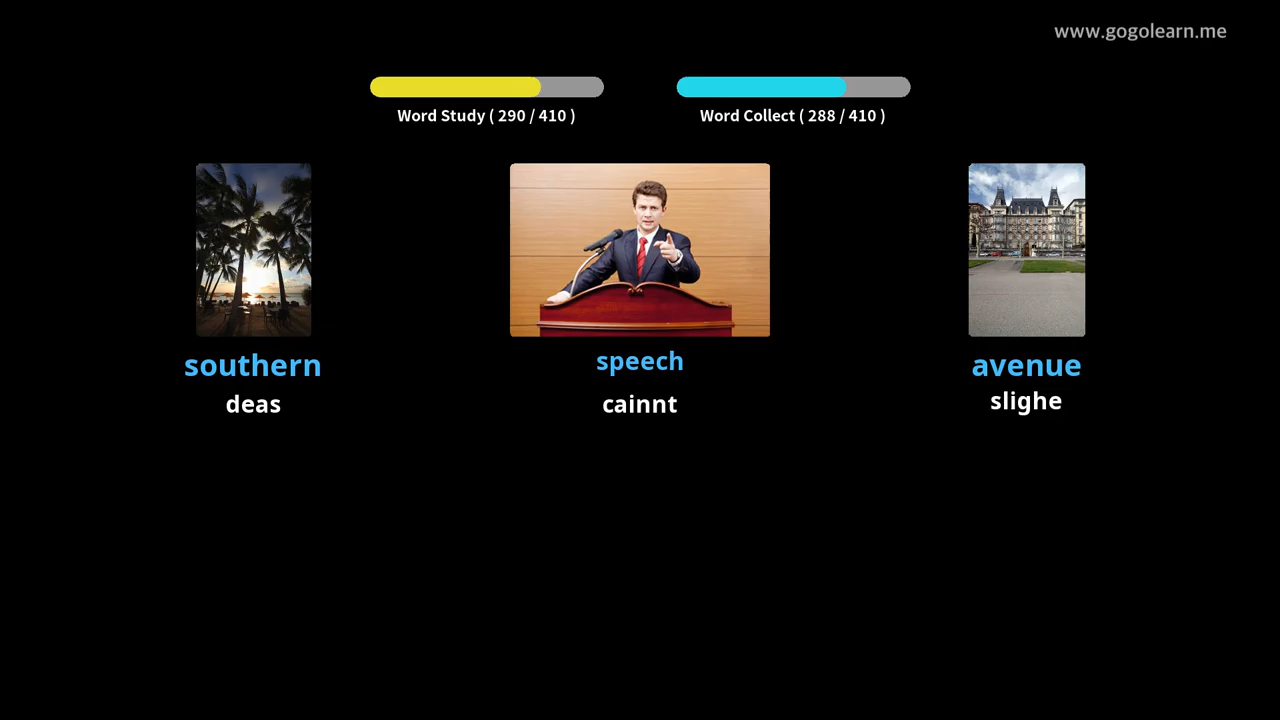 www.gogolearn.me
Word Study ( 290 / 410 )
Word Collect ( 288 / 410 )
southern
deas
speech
cainnt
avenue
slighe